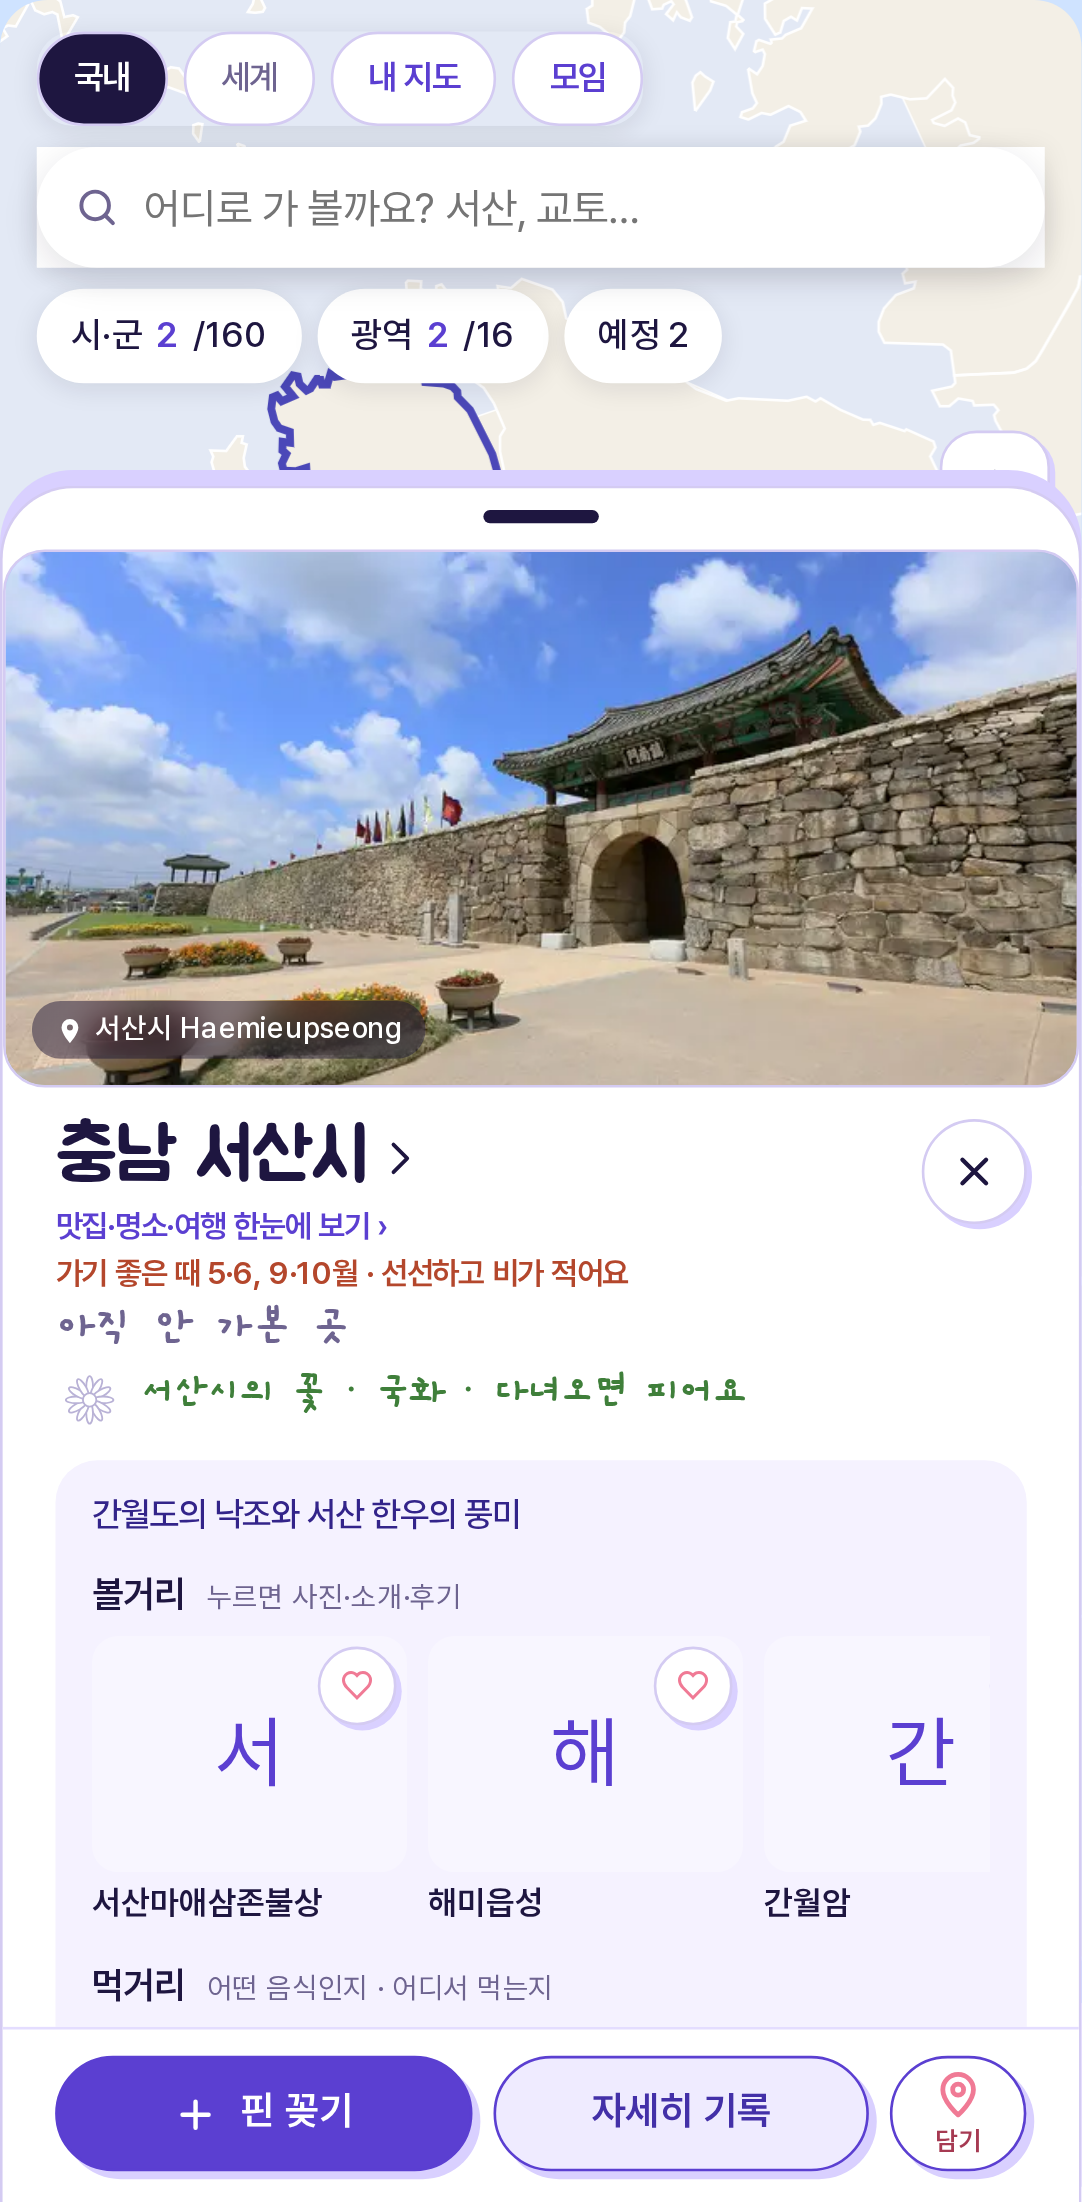 국내 세계 내 지도 모임
어디로 가 볼까요? 서산, 교토...
시·군 2 /160 광역 2 /16 예정 2
서산시 Haemieupseong
충남 서산시 >
맛집·명소·여행 한눈에 보기 ›
가기 좋은 때 5·6, 9·10월 · 선선하고 비가 적어요
아직 안 가본 곳
서산시의 꽃 · 국화 · 다녀오면 피어요
간월도의 낙조와 서산 한우의 풍미
볼거리 누르면 사진·소개·후기
서 해 간
서산마애삼존불상 해미읍성 간월암
먹거리 어떤 음식인지 · 어디서 먹는지
+ 핀 꽂기 자세히 기록 담기